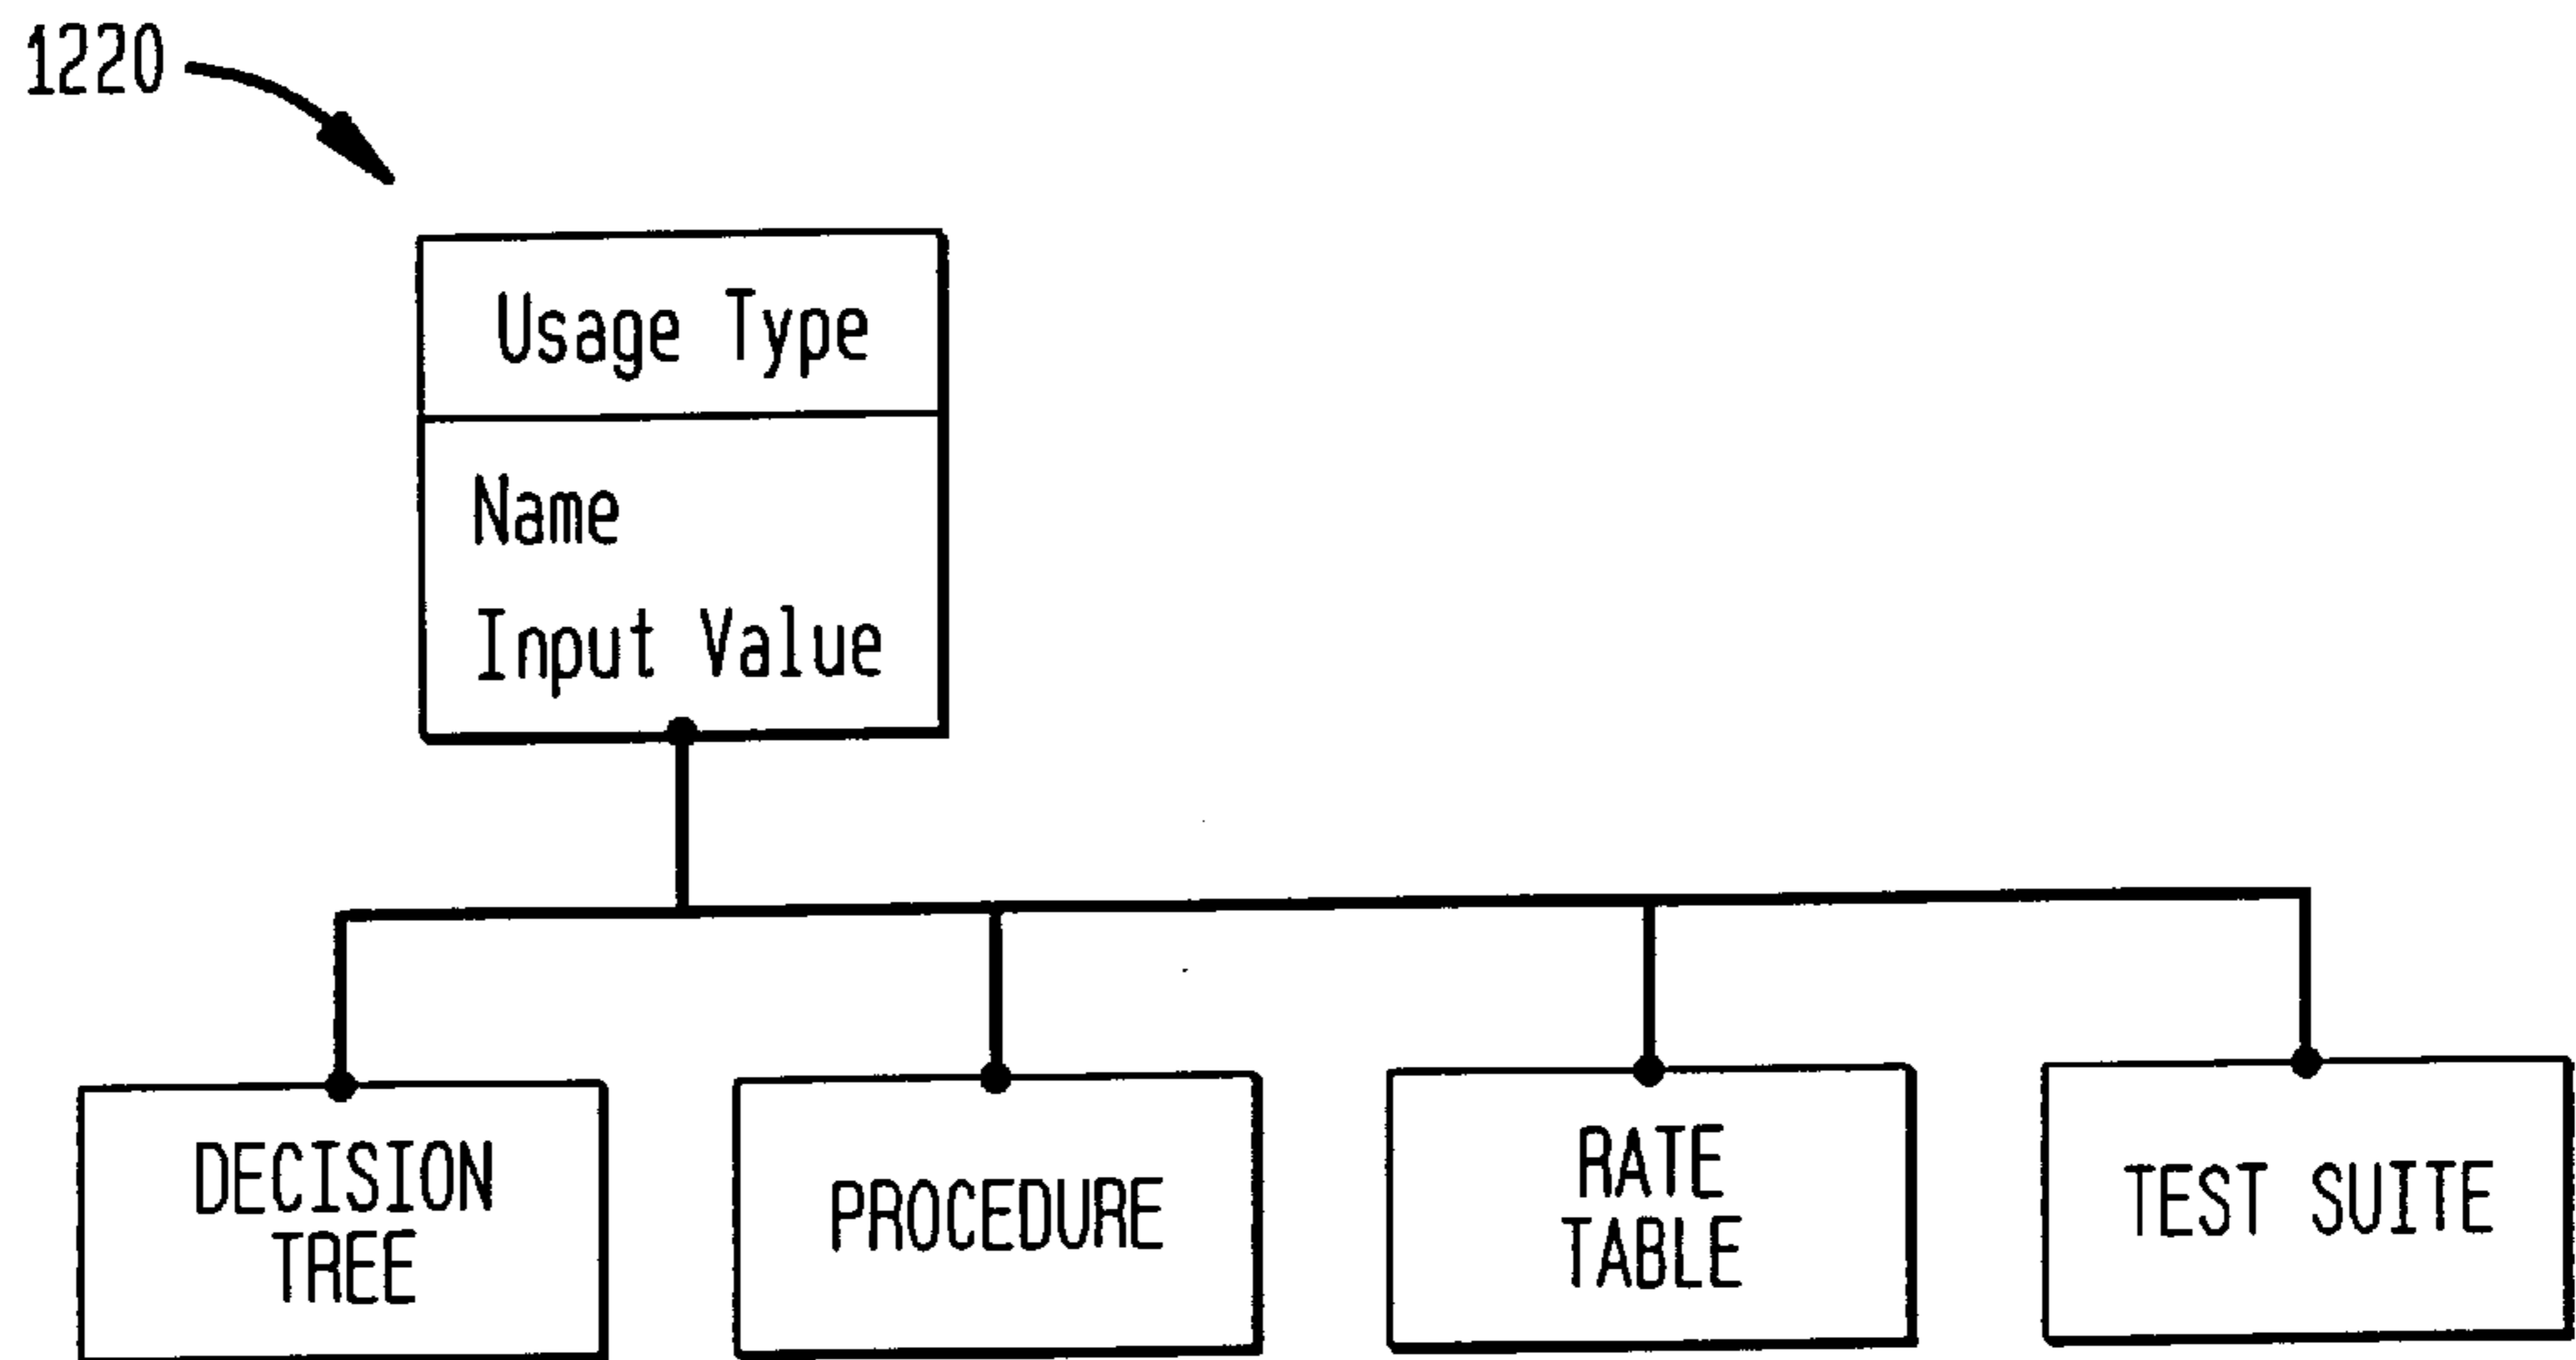 1220
Usage Type
Name
Input Value
DECISION
TREE
PROCEDURE
RATE
TABLE
TEST SUITE